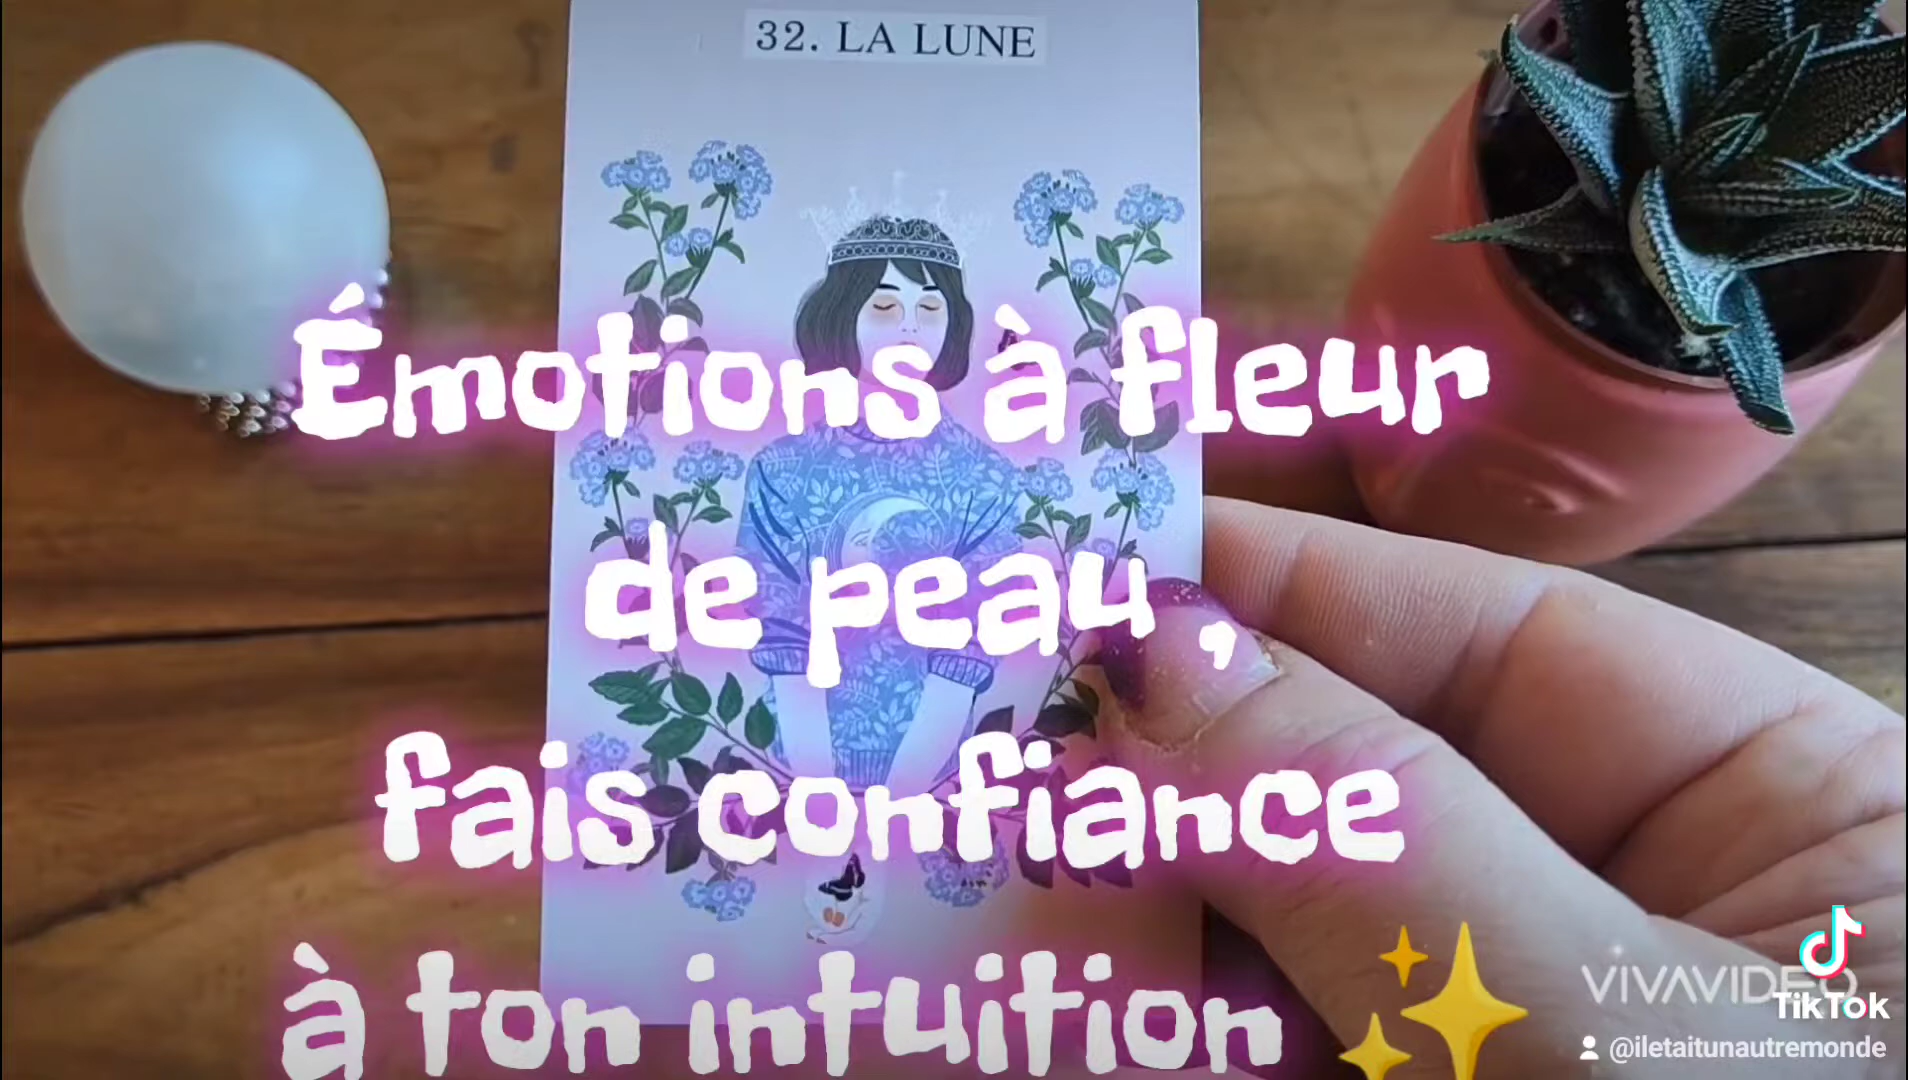 32. LA LUNE
Émotions à fleur
de peau ,
fais confiance
à ton intuition ✨
VIVAVIDEO
TikTok
@iletaitunautremonde